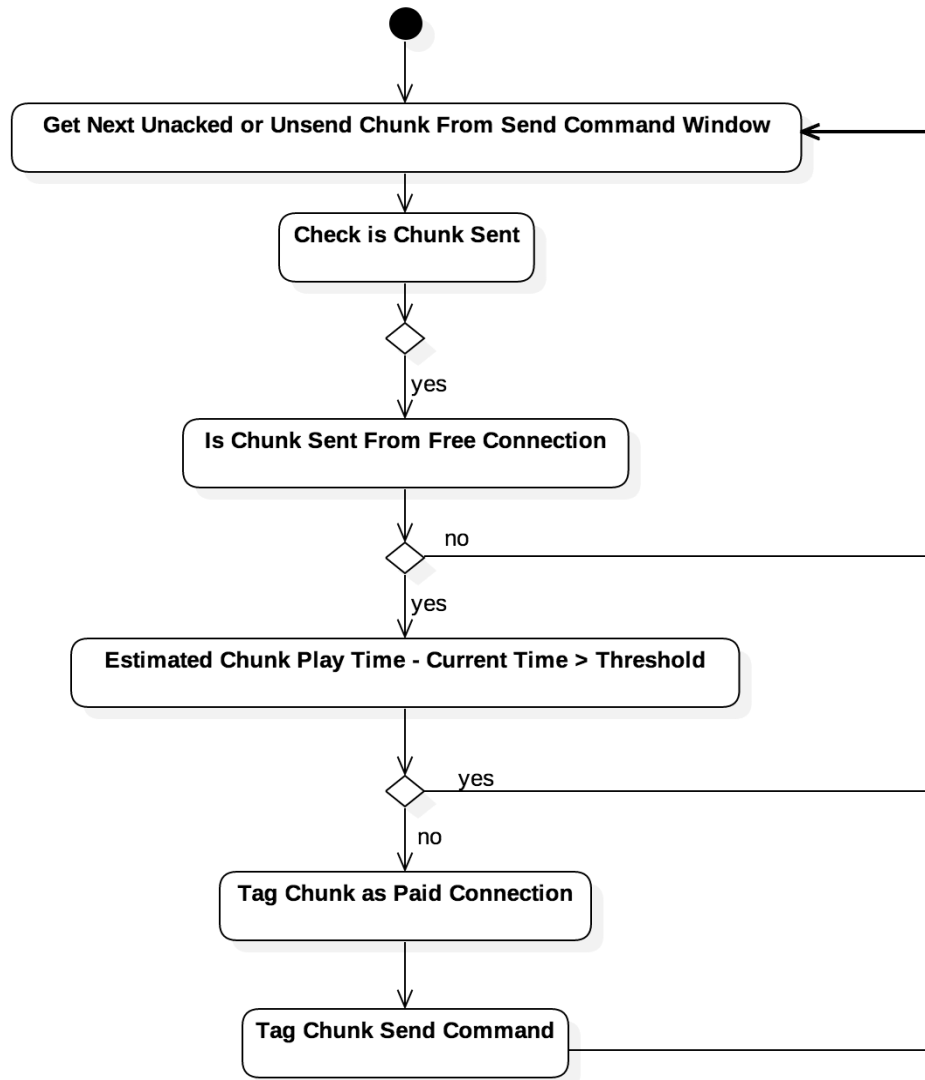 Get Next Unacked or Unsend Chunk From Send Command Window
Check is Chunk Sent
yes
Is Chunk Sent From Free Connection
no
yes
Estimated Chunk Play Time - Current Time > Threshold
yes
no
Tag Chunk as Paid Connection
Tag Chunk Send Command